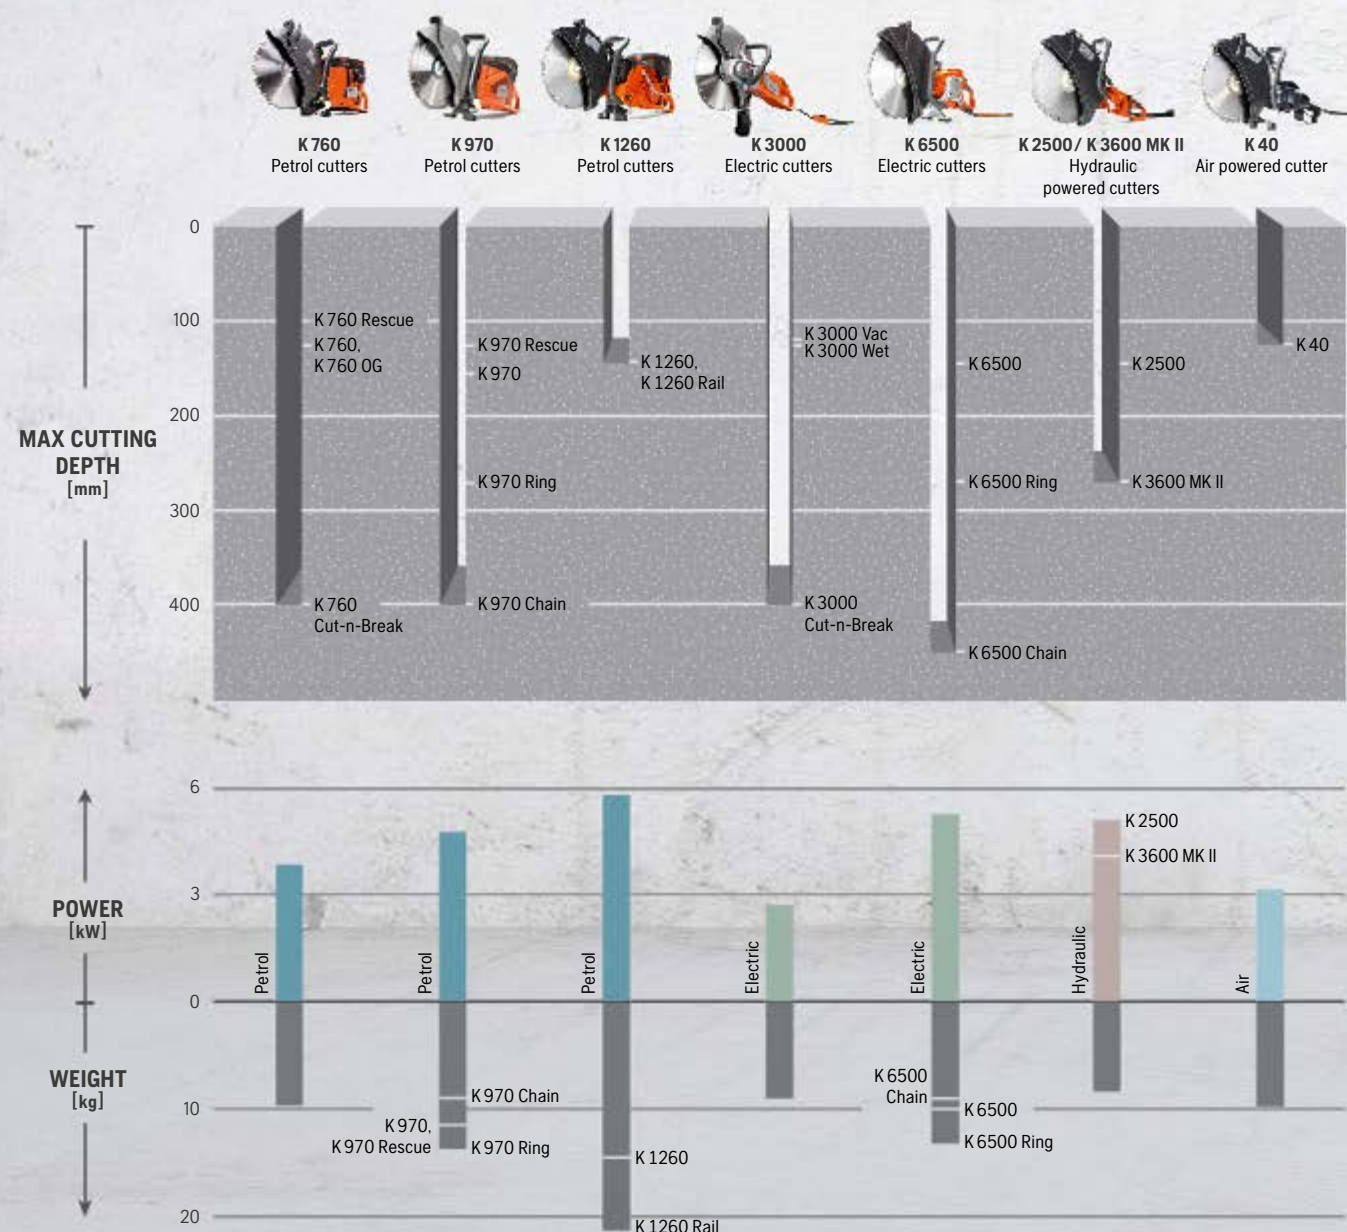 K 760
Petrol cutters
K 970
Petrol cutters
K 1260
Petrol cutters
K 3000
Electric cutters
K 6500
Electric cutters
K 2500/ K 3600 MK II
Hydraulic
powered cutters
K 40
Air powered cutter
MAX CUTTING
DEPTH
[mm]
0
100
200
300
400
K 760 Rescue
K 760,
K 760 OG
K 760
Cut-n-Break
K 970 Rescue
K 970
K 970 Ring
K 970 Chain
K 1260,
K 1260 Rail
K 3000 Vac
K 3000 Wet
K 3000
Cut-n-Break
K 6500
K 6500 Ring
K 6500 Chain
K 2500
K 3600 MK II
K 40
POWER
[kW]
6
3
0
Petrol
Petrol
Petrol
Electric
Electric
Hydraulic
K 2500
K 3600 MK II
Air
WEIGHT
[kg]
10
20
K 970 Chain
K 970,
K 970 Rescue
K 970 Ring
K 1260
K 1260 Rail
K 6500
Chain
K 6500
K 6500 Ring